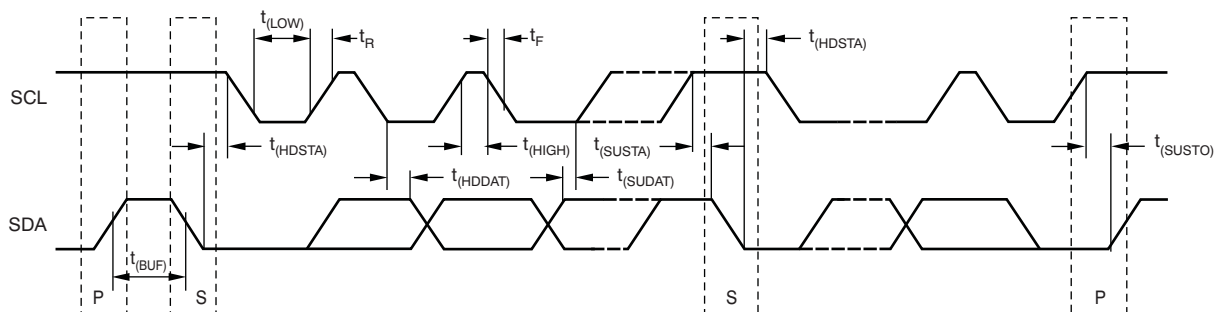 t(LOW)
tR
tF
t(HDSTA)
SCL
t(HDSTA)
t(HIGH)
t(SUSTA)
t(SUSTO)
t(HDDAT)
t(SUDAT)
SDA
t(BUF)
P
S
S
P